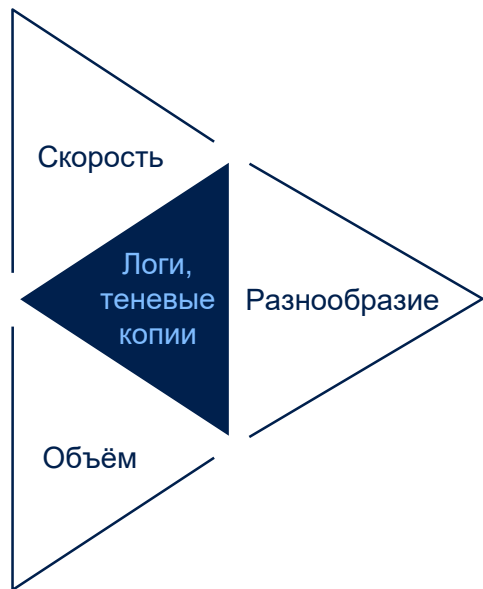 Скорость
Логи,
теневые
копии
Разнообразие
Объём